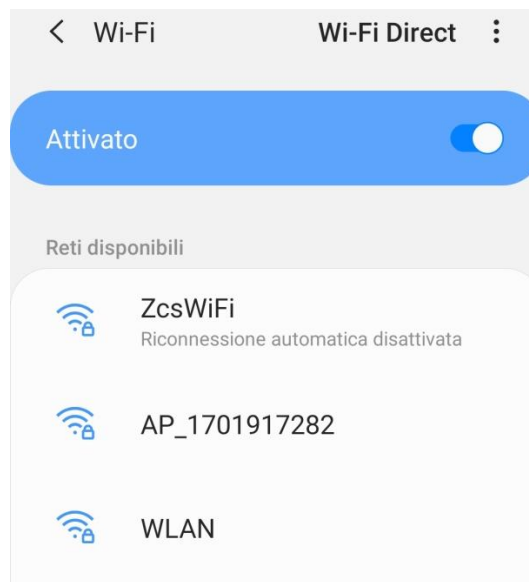 Wi-Fi Wi-Fi Direct
Attivato
Reti disponibili
ZcsWiFi
Riconnessione automatica disattivata
AP_1701917282
WLAN